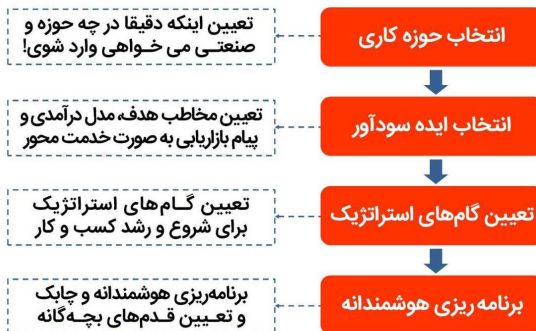 انتخاب حوزه کاری
تعیین اینکه دقیقا در چه حوزه و
صنعتی می خواهی وارد شوی!
انتخاب ایده سودآور
تعیین مخاطب هدف، مدل درآمدی و
پیام بازاریابی به صورت خدمت محور
تعیین گام‌های استراتژیک
تعیین گام‌های استراتژیک
برای شروع و رشد کسب و کار
برنامه ریزی هوشمندانه
برنامه‌ریزی هوشمندانه و چابک
و تعیین قدم‌های بچه‌گانه